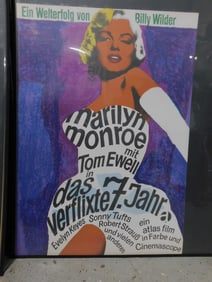 Ein Welterfolg von Billy Wilder
marilyn
monroe
mit
Tom Ewell
in
das
verflixte 7. Jahr
Evelyn Keyes Sonny Tufts
Robert Strauß
und vielen
anderen
ein
atlas film
in Farbe und
Cinemascope